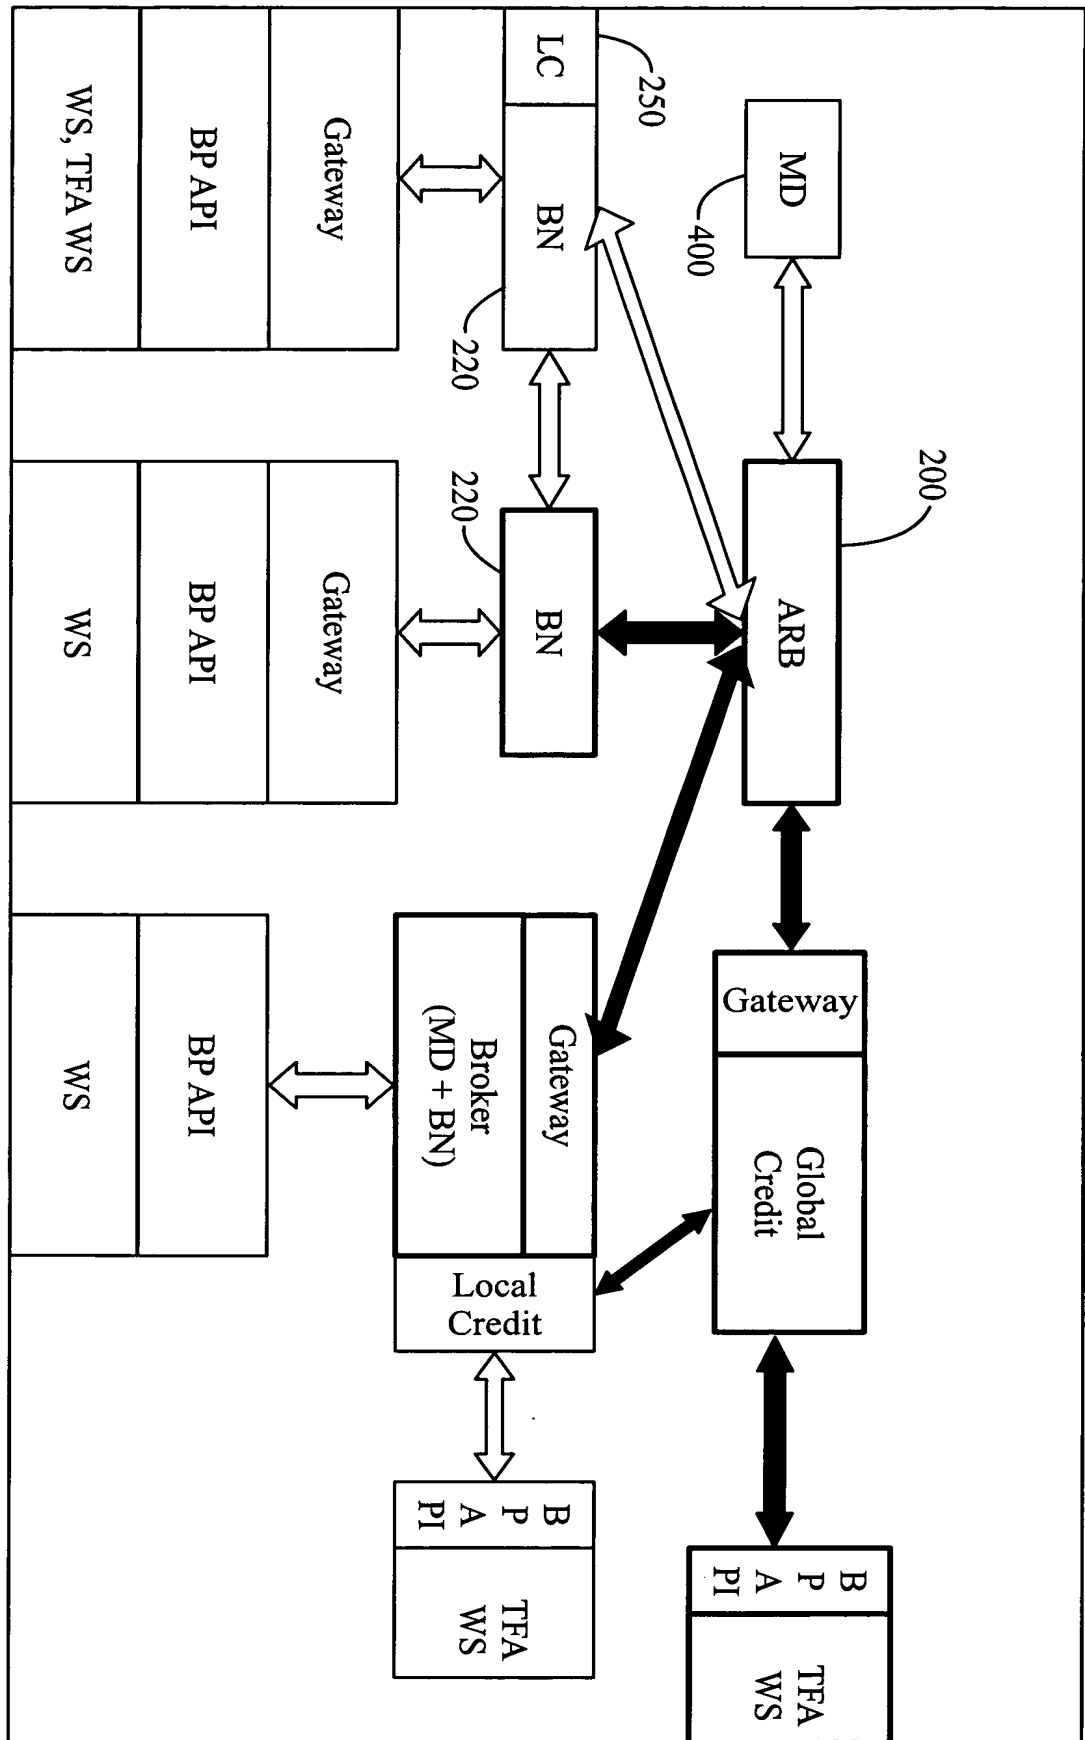 200
MD
ARB
Gateway
Global
Credit
B
P
A
PI
TFA
WS
400
250
LC
BN
BN
Gateway
Broker
(MD + BN)
Local
Credit
B
P
A
PI
TFA
WS
220
220
Gateway
BP API
WS, TFA WS
Gateway
BP API
WS
BP API
WS